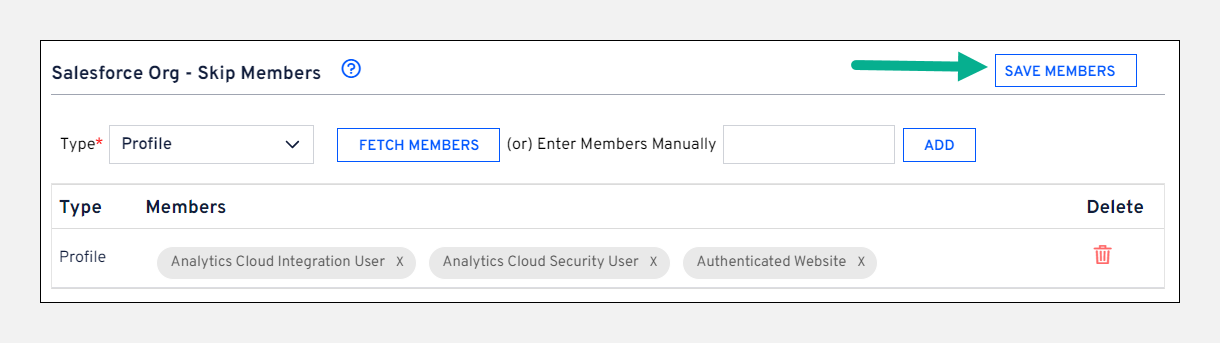 Salesforce Org - Skip Members ? SAVE MEMBERS
Type* Profile FETCH MEMBERS (or) Enter Members Manually ADD
Type Members Delete
Profile Analytics Cloud Integration User X Analytics Cloud Security User X Authenticated Website X